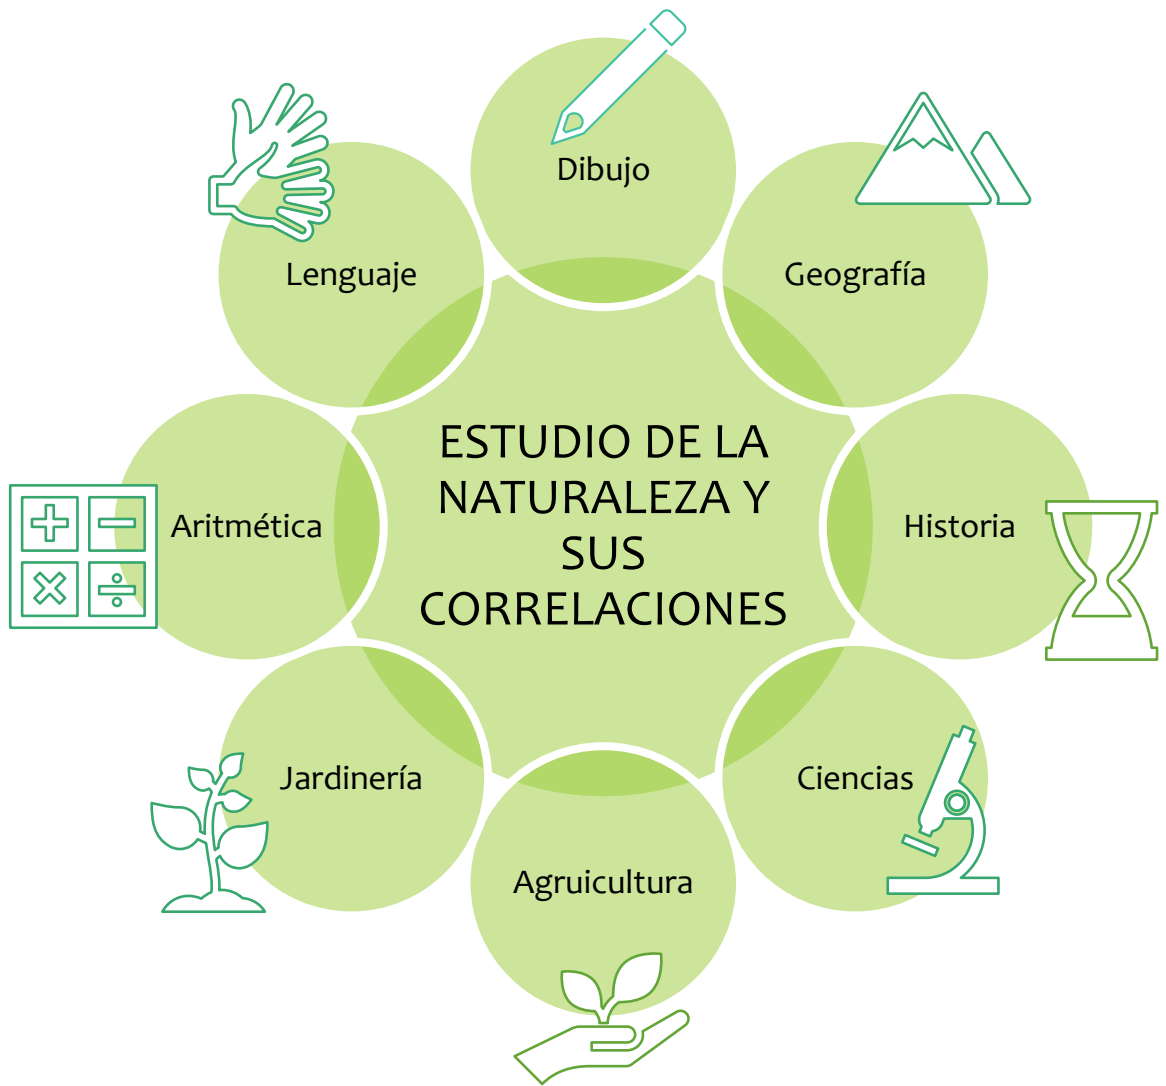 Dibujo
Lenguaje
Geografía
ESTUDIO DE LA
NATURALEZA Y
SUS
CORRELACIONES
Aritmética
Historia
Jardinería
Ciencias
Agruicultura